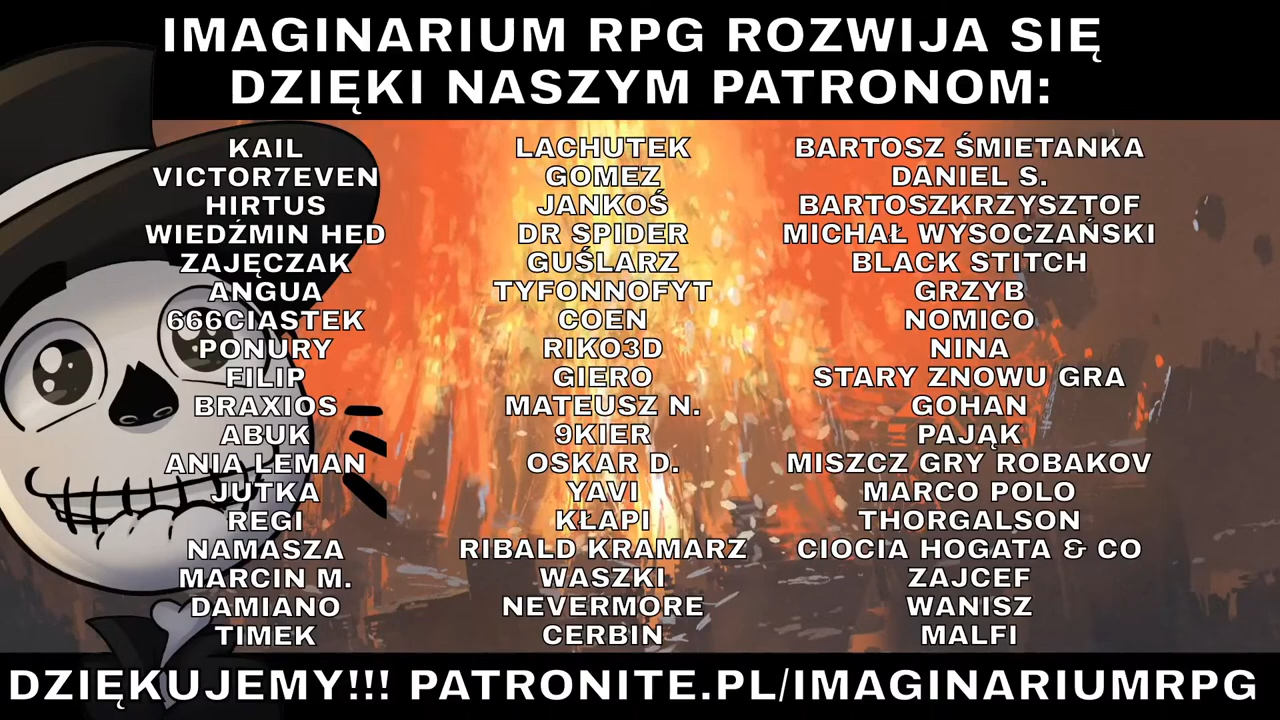 IMAGINARIUM RPG ROZWIJA SIĘ
DZIĘKI NASZYM PATRONOM:
KAIL
VICTOR7EVEN
HIRTUS
WIEDŹMIN HED
ZAJĘCZAK
ANGUA
666CIASTEK
PONURY
FILIP
BRAXIOS
ABUK
ANIA LEMAN
JUTKA
REGI
NAMASZA
MARCIN M.
DAMIANO
TIMEK
LACHUTEK
GOMEZ
JANKOŚ
DR SPIDER
GUŚLARZ
TYFONNOFYT
COEN
RIKO3D
GIERO
MATEUSZ N.
9KIER
OSKAR D.
YAVI
KŁAPI
RIBALD KRAMARZ
WASZKI
NEVERMORE
CERBIN
BARTOSZ ŚMIETANKA
DANIEL S.
BARTOSZKRZYSZTOF
MICHAŁ WYSOCZAŃSKI
BLACK STITCH
GRZYB
NOMICO
NINA
STARY ZNOWU GRA
GOHAN
PAJĄK
MISZCZ GRY ROBAKOV
MARCO POLO
THORGALSON
CIOCIA HOGATA & CO
ZAJCEF
WANISZ
MALFI
DZIĘKUJEMY!!! PATRONITE.PL/IMAGINARIUMRPG